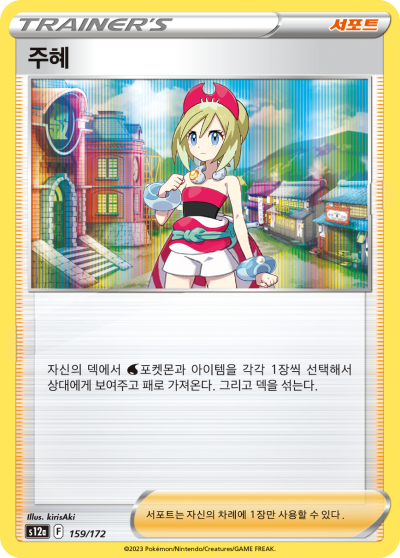 TRAINER'S
서포트
주혜
자신의 덱에서 포켓몬과 아이템을 각각 1장씩 선택해서
상대에게 보여주고 패로 가져온다. 그리고 덱을 섞는다.
Illus. kirisAki
s12a F 159/172
서포트는 자신의 차례에 1장만 사용할 수 있다.
©2023 Pokémon/Nintendo/Creatures/GAME FREAK.